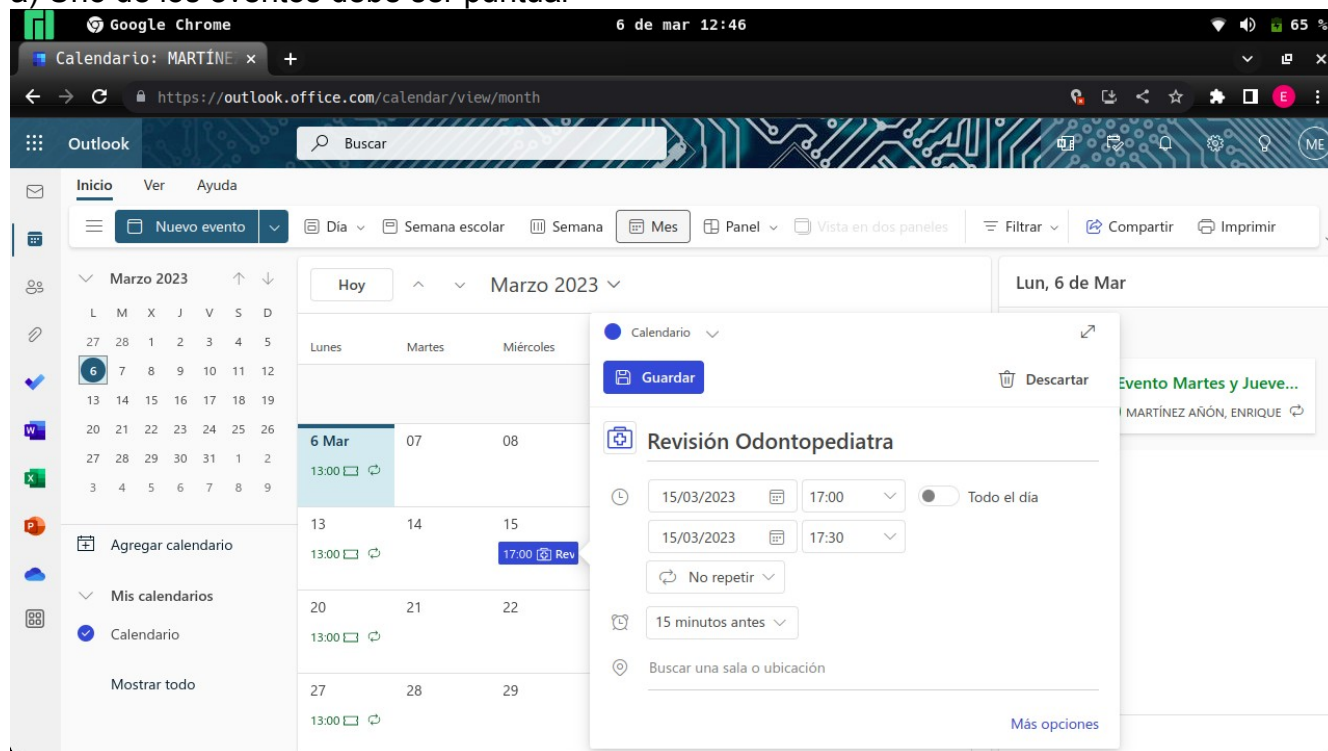 a) Uno de los eventos debe ser puntual
Google Chrome
6 de mar 12:46
65 %
Calendario: MARTÍNE
https://outlook.office.com/calendar/view/month
E
Outlook
Buscar
ME
Inicio Ver Ayuda
Nuevo evento
Día Semana escolar Semana Mes Panel Vista en dos paneles Filtrar Compartir Imprimir
Marzo 2023
L M X J V S D
27 28 1 2 3 4 5
6 7 8 9 10 11 12
13 14 15 16 17 18 19
20 21 22 23 24 25 26
27 28 29 30 31 1 2
3 4 5 6 7 8 9
Agregar calendario
Mis calendarios
Calendario
Mostrar todo
Hoy Marzo 2023
Lunes Martes Miércoles
6 Mar 07 08
13:00
13 14 15
13:00 17:00 Rev
20 21 22
13:00
27 28 29
13:00
Calendario
Guardar Descartar
Revisión Odontopediatra
15/03/2023 17:00 Todo el día
15/03/2023 17:30
No repetir
15 minutos antes
Buscar una sala o ubicación
Más opciones
Lun, 6 de Mar
Evento Martes y Jueve...
MARTÍNEZ AÑÓN, ENRIQUE